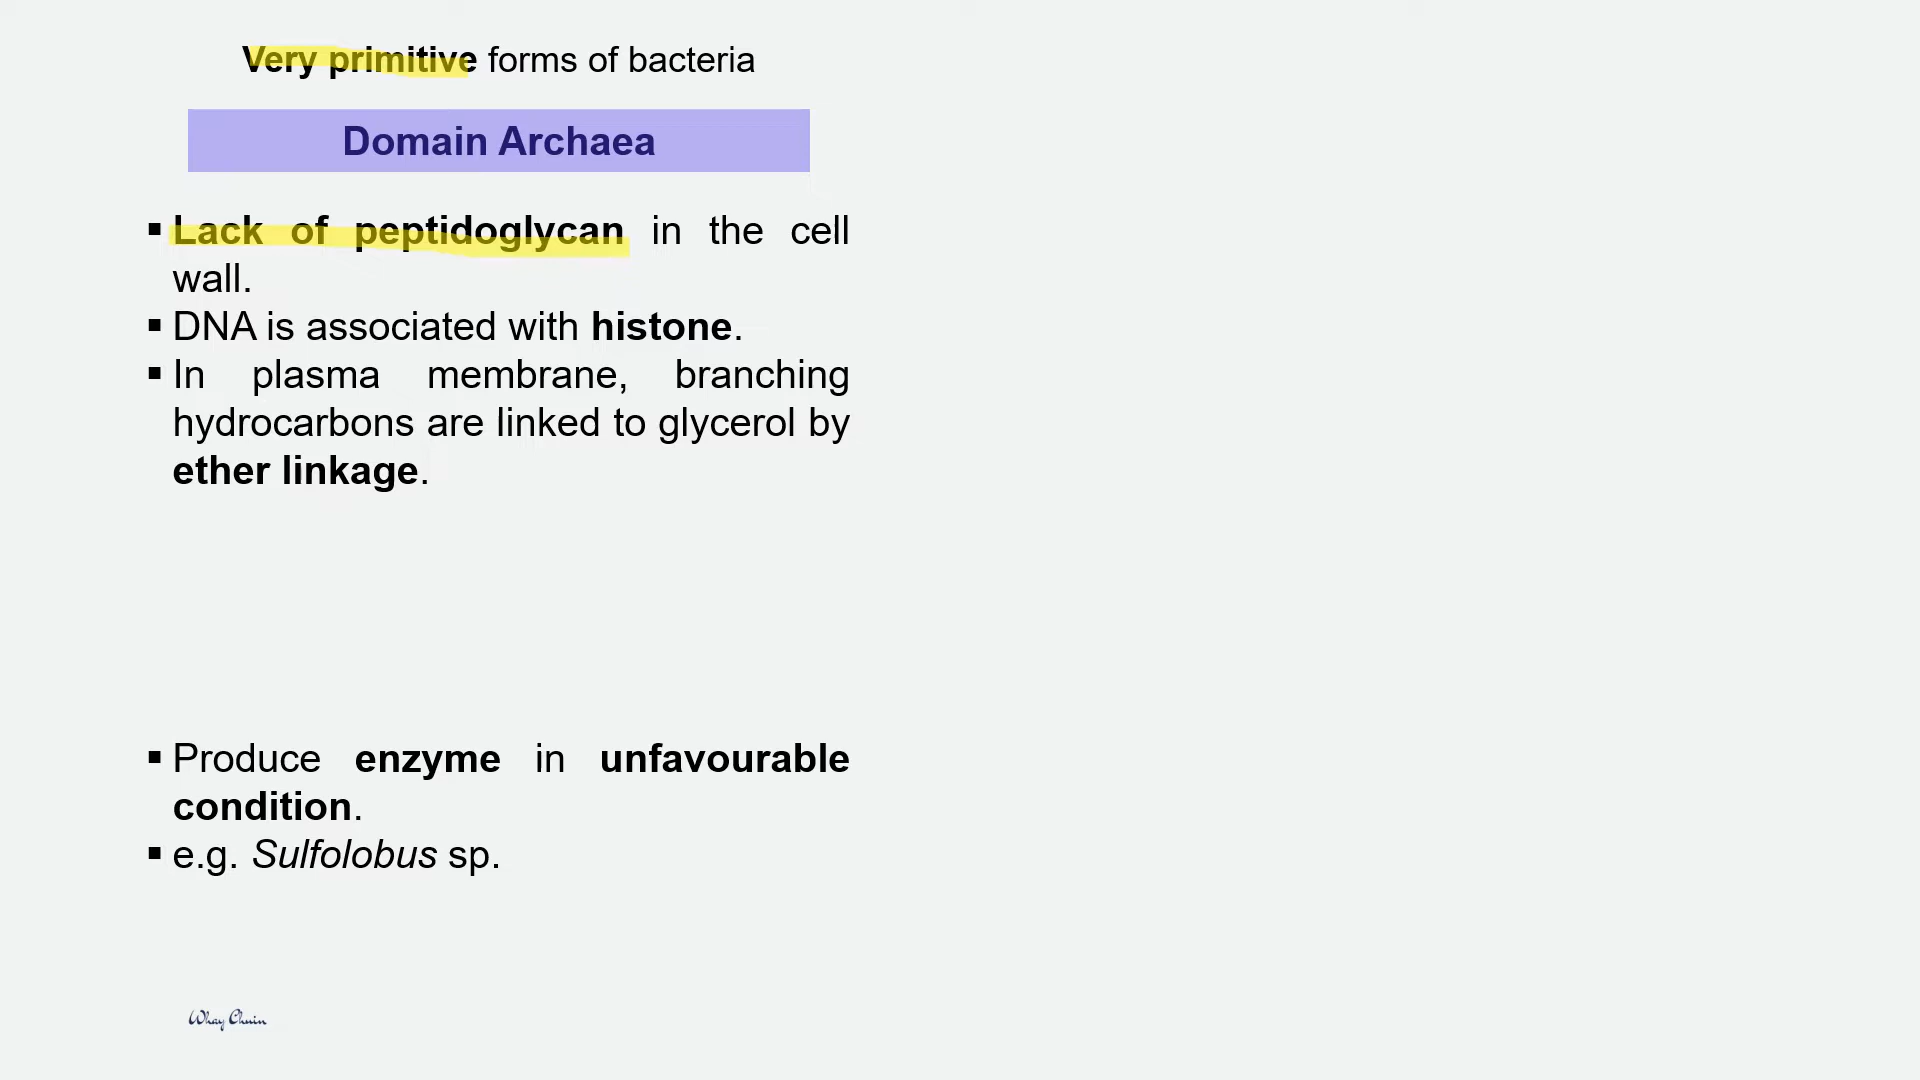 Very primitive forms of bacteria
Domain Archaea
▪ Lack of peptidoglycan in the cell
wall.
▪ DNA is associated with histone.
▪ In plasma membrane, branching
hydrocarbons are linked to glycerol by
ether linkage.
▪ Produce enzyme in unfavourable
condition.
▪ e.g. Sulfolobus sp.
Whay Chuin